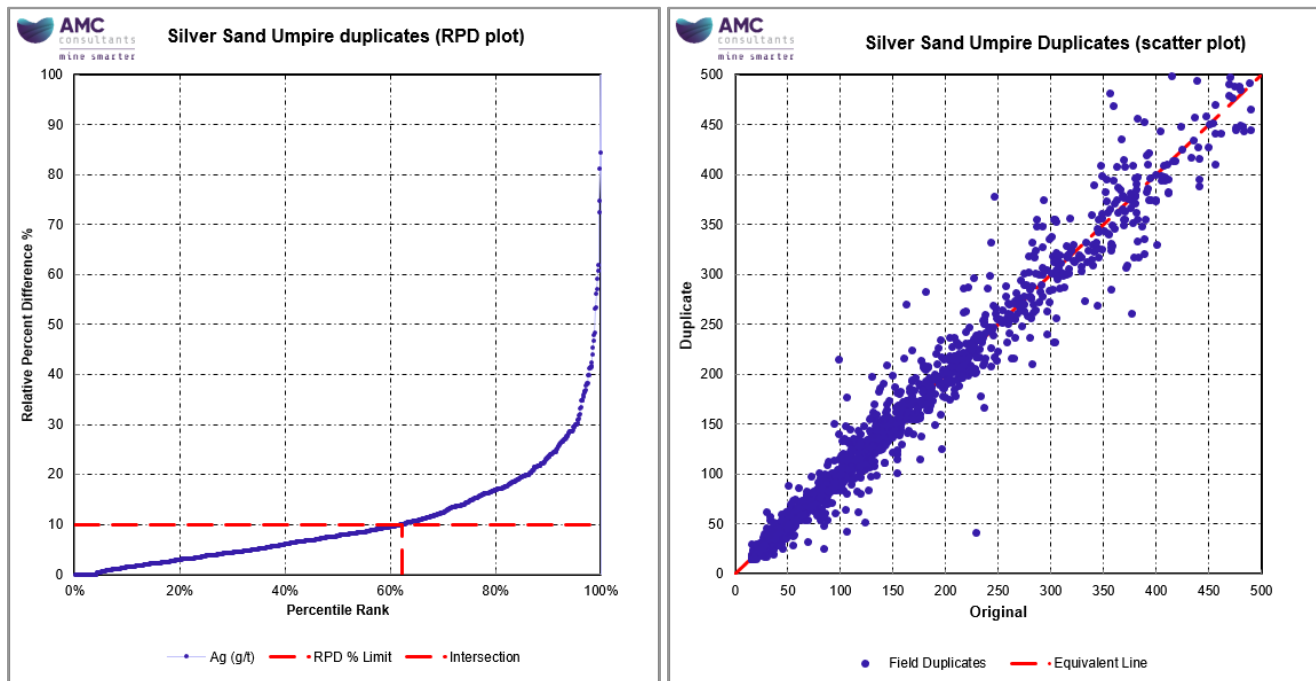 AMC
consultants
mine smarter
Silver Sand Umpire duplicates (RPD plot)
Relative Percent Difference %
100
90
80
70
60
50
40
30
20
10
0
0% 20% 40% 60% 80% 100%
Percentile Rank
Ag (g/t) RPD % Limit Intersection
AMC
consultants
mine smarter
Silver Sand Umpire Duplicates (scatter plot)
Duplicate
500
450
400
350
300
250
200
150
100
50
0
0 50 100 150 200 250 300 350 400 450 500
Original
Field Duplicates Equivalent Line